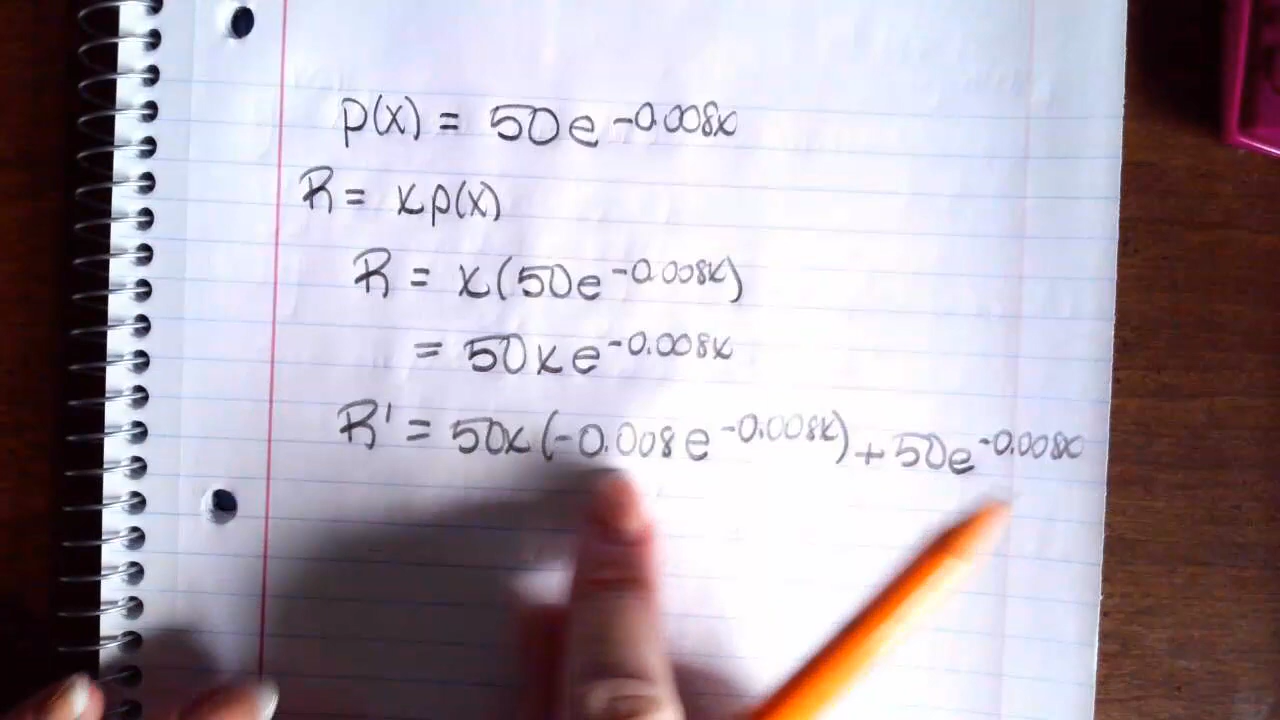 p(x) = 50e^-0.008x
R = xp(x)
R = x(50e^-0.008x)
= 50xe^-0.008x
R' = 50x(-0.008e^-0.008x) + 50e^-0.008x